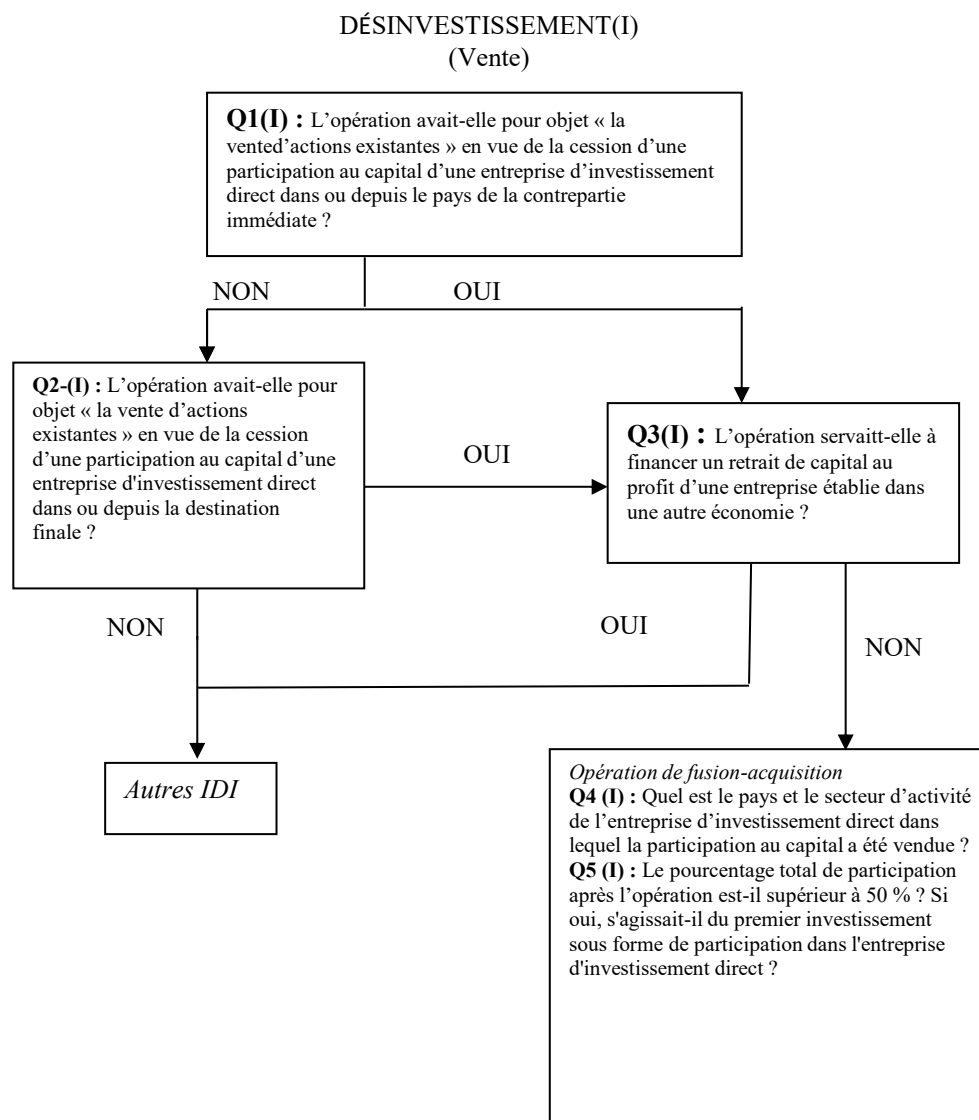 DÉSINVESTISSEMENT(I)
(Vente)
Q1(I) : L’opération avait-elle pour objet « la
vented’actions existantes » en vue de la cession d’une
participation au capital d’une entreprise d’investissement
direct dans ou depuis le pays de la contrepartie
immédiate ?
NON OUI
Q2-(I) : L’opération avait-elle pour
objet « la vente d’actions
existantes » en vue de la cession
d’une participation au capital d’une
entreprise d'investissement direct
dans ou depuis la destination
finale ?
OUI
Q3(I) : L’opération servaitt-elle à
financer un retrait de capital au
profit d’une entreprise établie dans
une autre économie ?
NON
OUI
NON
Autres IDI
Opération de fusion-acquisition
Q4 (I) : Quel est le pays et le secteur d’activité
de l’entreprise d’investissement direct dans
lequel la participation au capital a été vendue ?
Q5 (I) : Le pourcentage total de participation
après l’opération est-il supérieur à 50 % ? Si
oui, s'agissait-il du premier investissement
sous forme de participation dans l'entreprise
d'investissement direct ?